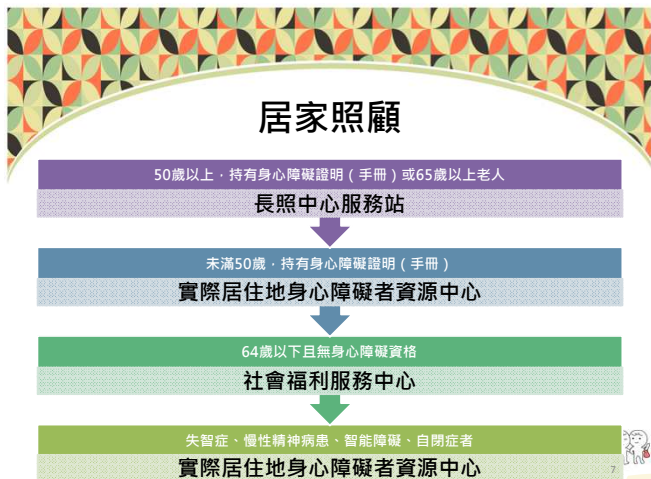 居家照顧
50歲以上，持有身心障礙證明（手冊）或65歲以上老人
長照中心服務站
未滿50歲，持有身心障礙證明（手冊）
實際居住地身心障礙者資源中心
64歲以下且無身心障礙資格
社會福利服務中心
失智症、慢性精神病患、智能障礙、自閉症者
實際居住地身心障礙者資源中心
7